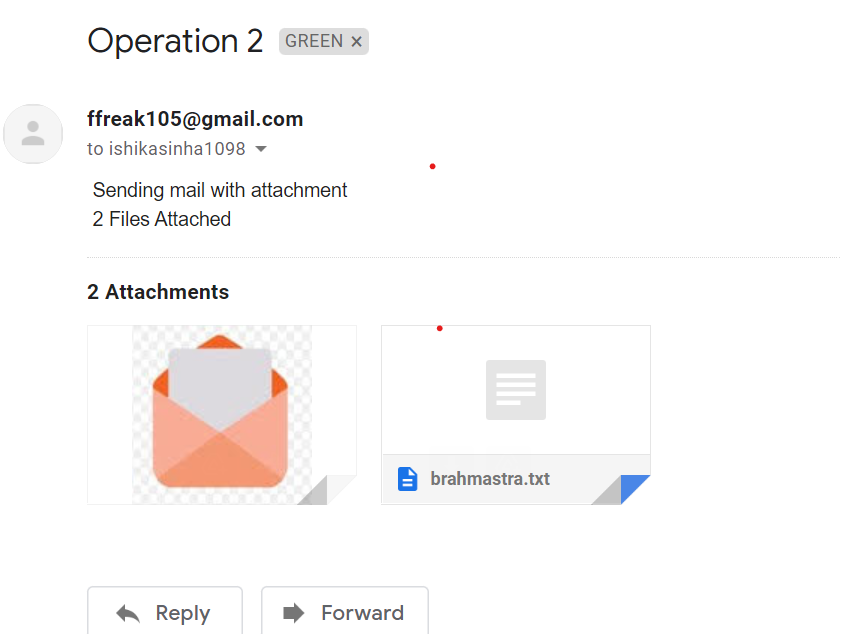 Operation 2 GREEN ×
ffreak105@gmail.com
to ishikasinha1098
Sending mail with attachment
2 Files Attached
2 Attachments
brahmastra.txt
Reply Forward